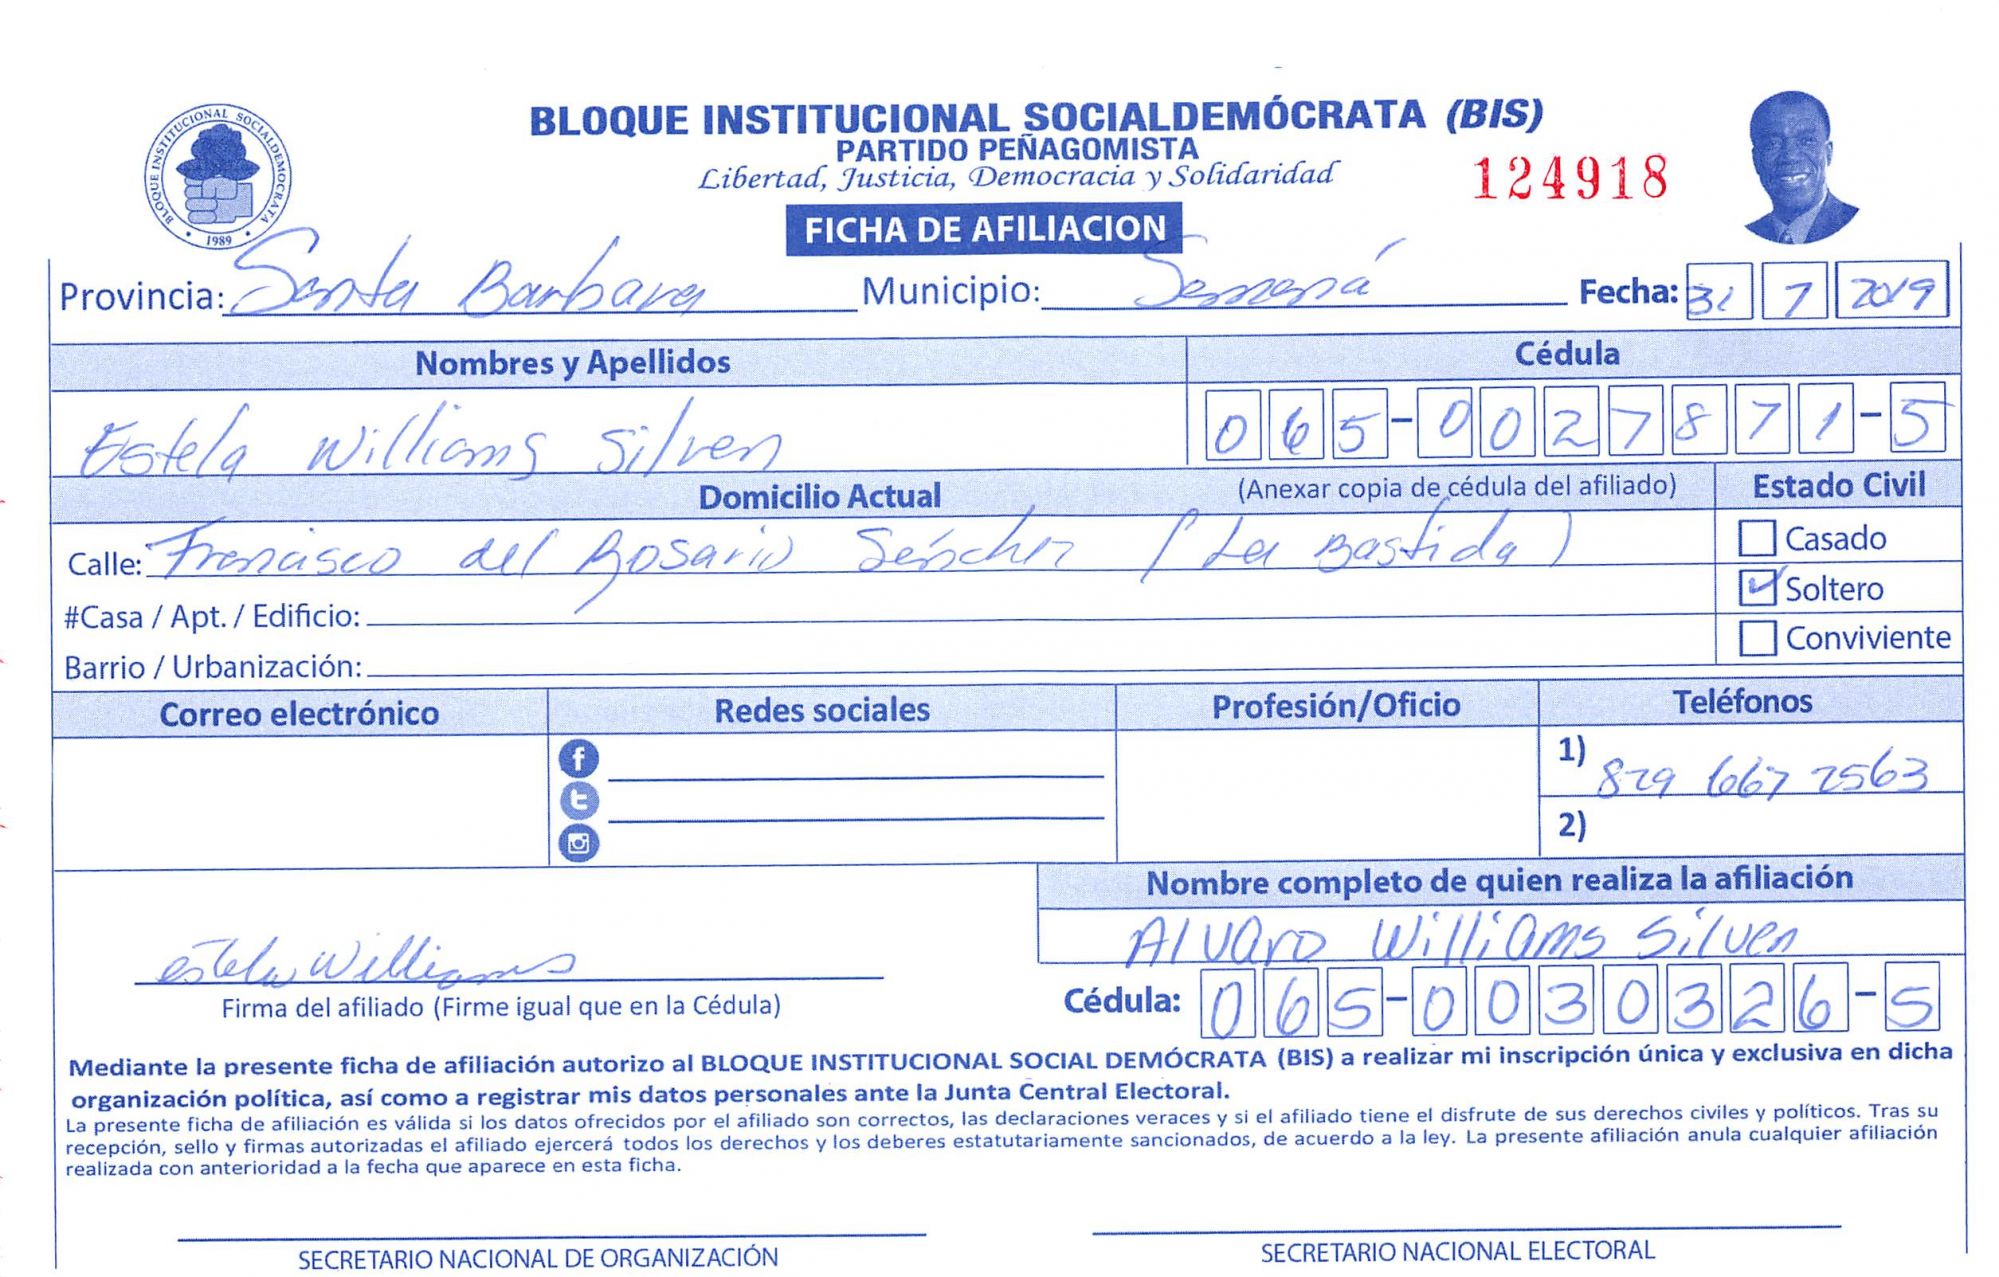 BLOQUE INSTITUCIONAL SOCIALDEMÓCRATA (BIS)
PARTIDO PEÑAGOMISTA
Libertad, Justicia, Democracia y Solidaridad
124918
BLOQUE INSTITUCIONAL SOCIALDEMOCRATA
1989
FICHA DE AFILIACION
Provincia: Santa Barbara Municipio: Samaná Fecha: 31 7 2019
Nombres y Apellidos Cédula
Estela Williams Silven 065-0027871-5
Domicilio Actual (Anexar copia de cédula del afiliado) Estado Civil
Calle: Francisco del Rosario Sánchez (La Bastida) Casado
#Casa / Apt. / Edificio: Soltero
Barrio / Urbanización: Conviviente
Correo electrónico Redes sociales Profesión/Oficio Teléfonos
1) 829 667 2563
2)
Nombre completo de quien realiza la afiliación
Alvaro Williams Silven
estela Williams
Firma del afiliado (Firme igual que en la Cédula) Cédula: 065-0030326-5
Mediante la presente ficha de afiliación autorizo al BLOQUE INSTITUCIONAL SOCIAL DEMÓCRATA (BIS) a realizar mi inscripción única y exclusiva en dicha
organización política, así como a registrar mis datos personales ante la Junta Central Electoral.
La presente ficha de afiliación es válida si los datos ofrecidos por el afiliado son correctos, las declaraciones veraces y si el afiliado tiene el disfrute de sus derechos civiles y políticos. Tras su
recepción, sello y firmas autorizadas el afiliado ejercerá todos los derechos y los deberes estatutariamente sancionados, de acuerdo a la ley. La presente afiliación anula cualquier afiliación
realizada con anterioridad a la fecha que aparece en esta ficha.
SECRETARIO NACIONAL DE ORGANIZACIÓN SECRETARIO NACIONAL ELECTORAL